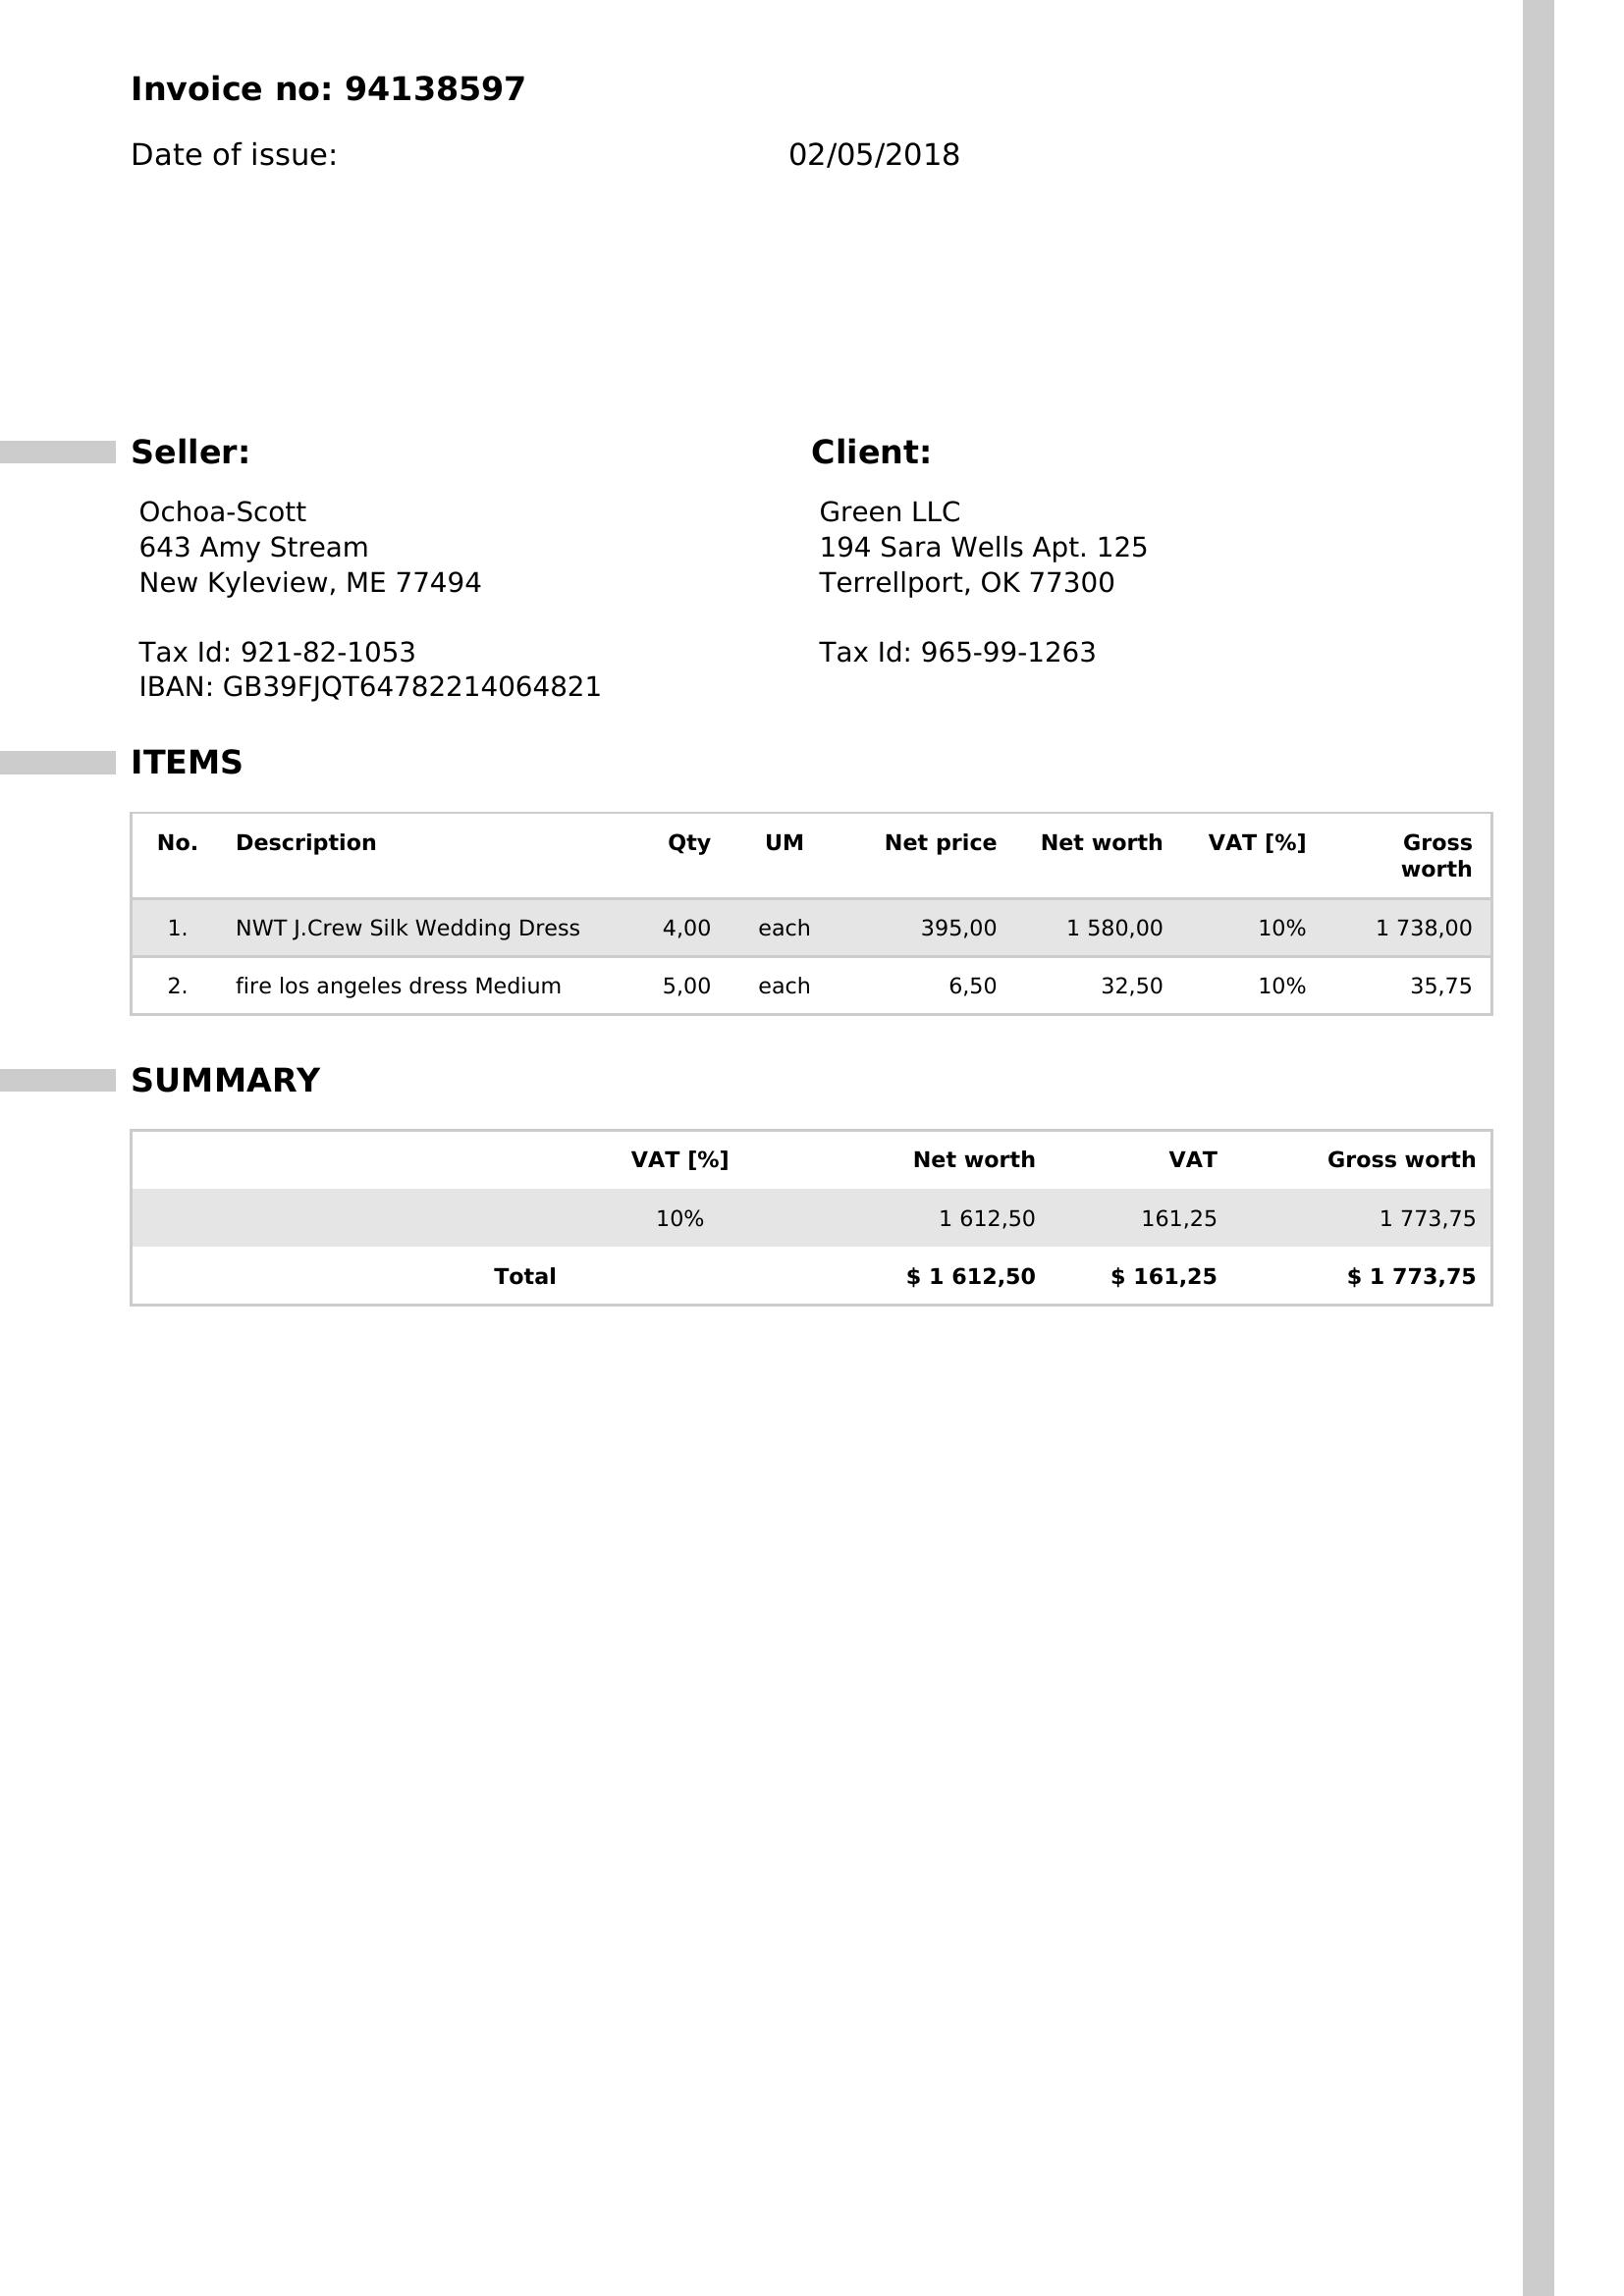 Invoice no: 94138597
Date of issue: 02/05/2018
Seller:
Ochoa-Scott
643 Amy Stream
New Kyleview, ME 77494
Tax Id: 921-82-1053
IBAN: GB39FJQT64782214064821
Client:
Green LLC
194 Sara Wells Apt. 125
Terrellport, OK 77300
Tax Id: 965-99-1263
ITEMS
No. Description Qty UM Net price Net worth VAT [%] Gross
worth
1. NWT J.Crew Silk Wedding Dress 4,00 each 395,00 1 580,00 10% 1 738,00
2. fire los angeles dress Medium 5,00 each 6,50 32,50 10% 35,75
SUMMARY
VAT [%] Net worth VAT Gross worth
10% 1 612,50 161,25 1 773,75
Total $ 1 612,50 $ 161,25 $ 1 773,75